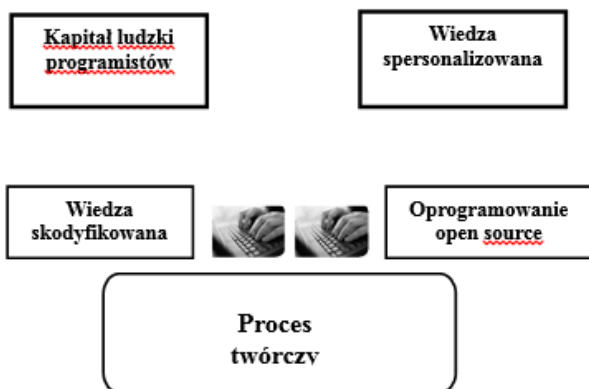 Kapitał ludzki
programistów
Wiedza
spersonalizowana
Wiedza
skodyfikowana
Oprogramowanie
open source
Proces
twórczy